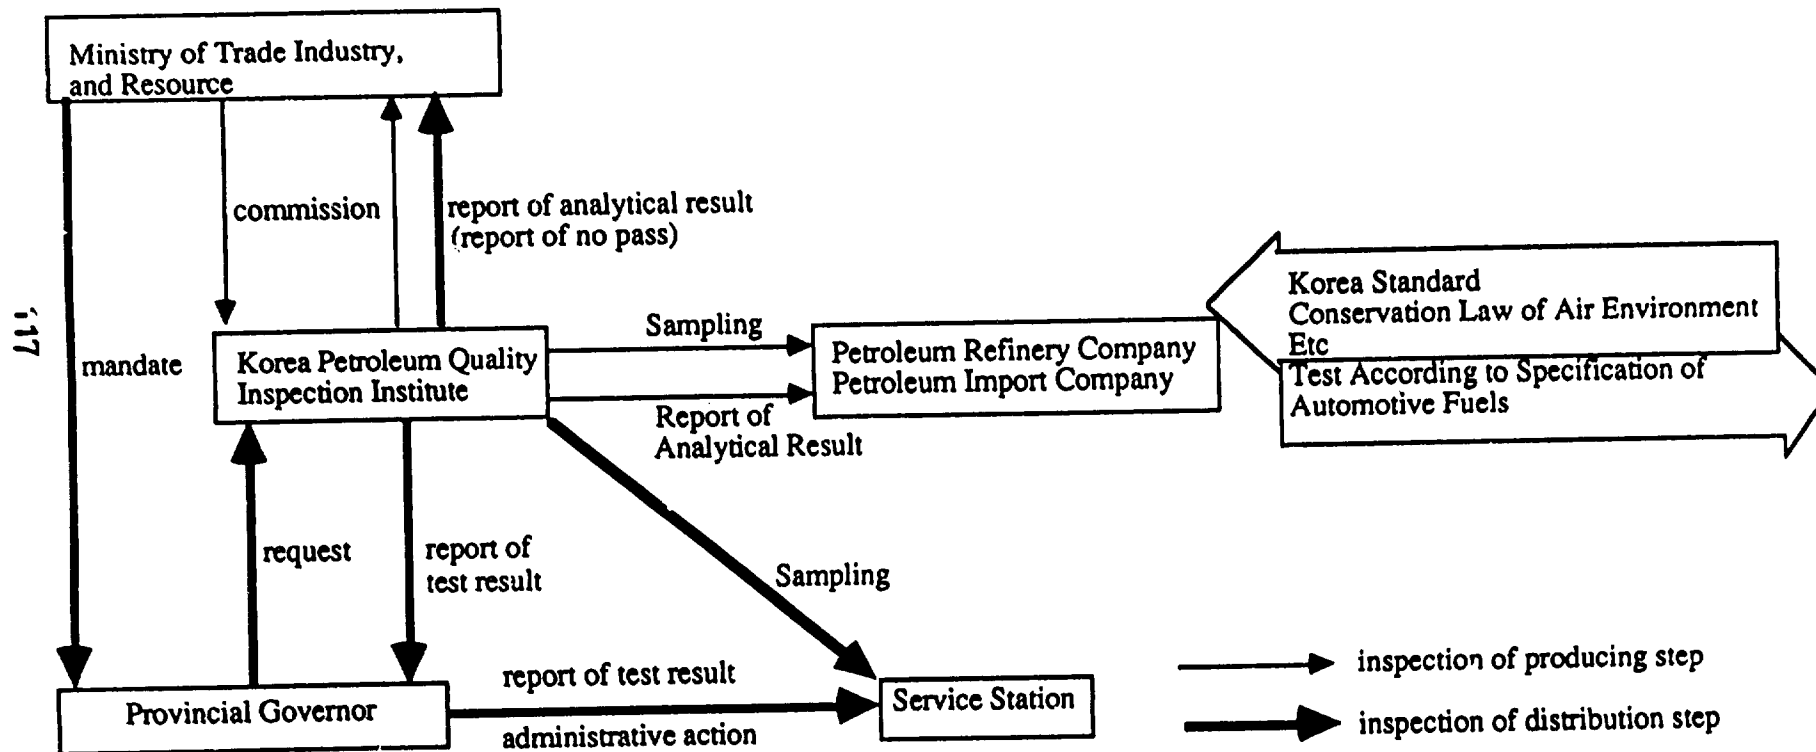 Ministry of Trade Industry,
and Resource
commission
report of analytical result
(report of no pass)
mandate
117
Korea Petroleum Quality
Inspection Institute
Sampling
Report of
Analytical Result
Petroleum Refinery Company
Petroleum Import Company
Korea Standard
Conservation Law of Air Environment
Etc
Test According to Specification of
Automotive Fuels
request
report of
test result
Sampling
Provincial Governor
report of test result
administrative action
Service Station
inspection of producing step
inspection of distribution step